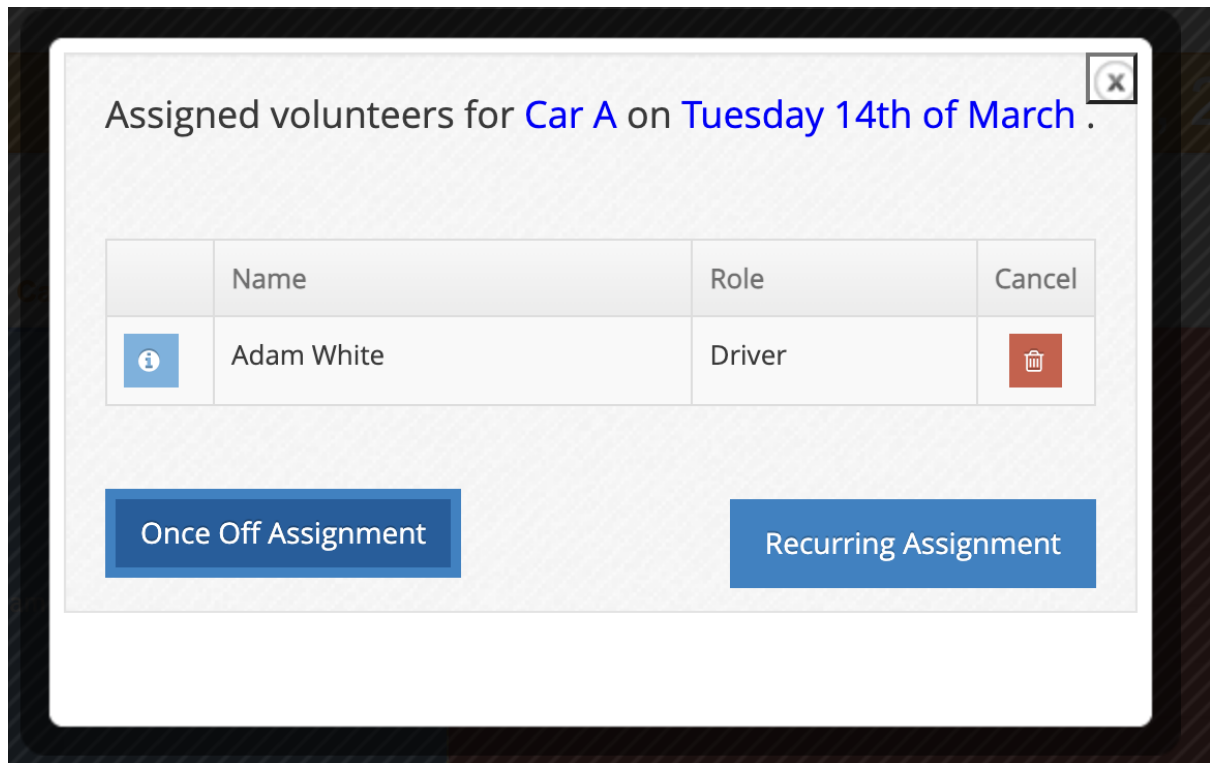 Assigned volunteers for Car A on Tuesday 14th of March .
Name Role Cancel
Adam White Driver
Once Off Assignment
Recurring Assignment